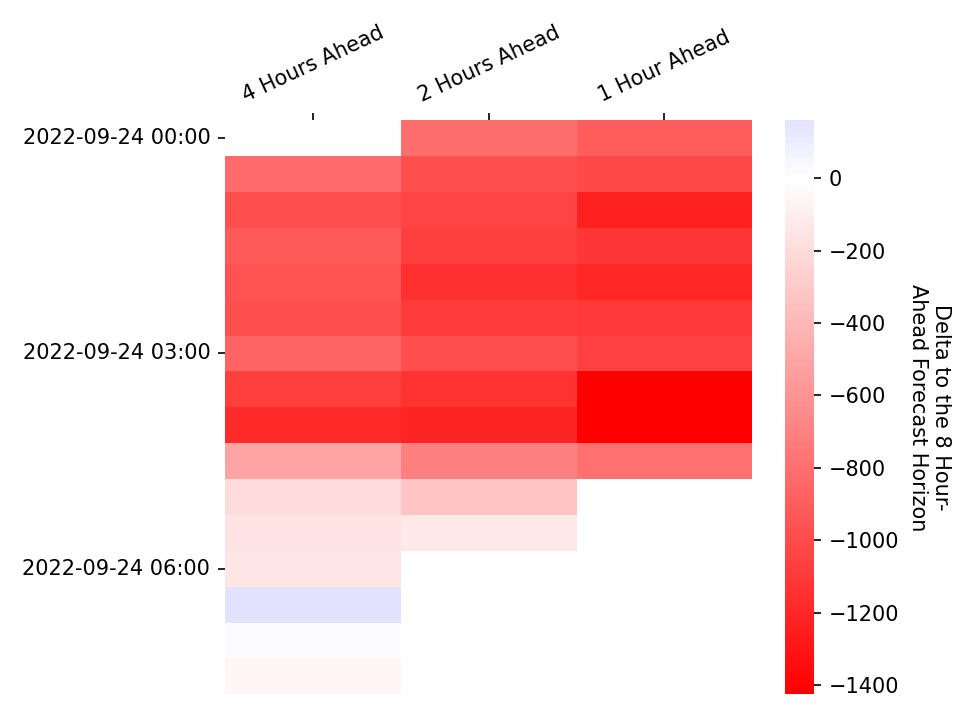 4 Hours Ahead
2 Hours Ahead
1 Hour Ahead
2022-09-24 00:00
2022-09-24 03:00
2022-09-24 06:00
0
−200
−400
−600
−800
−1000
−1200
−1400
Delta to the 8 Hour-
Ahead Forecast Horizon